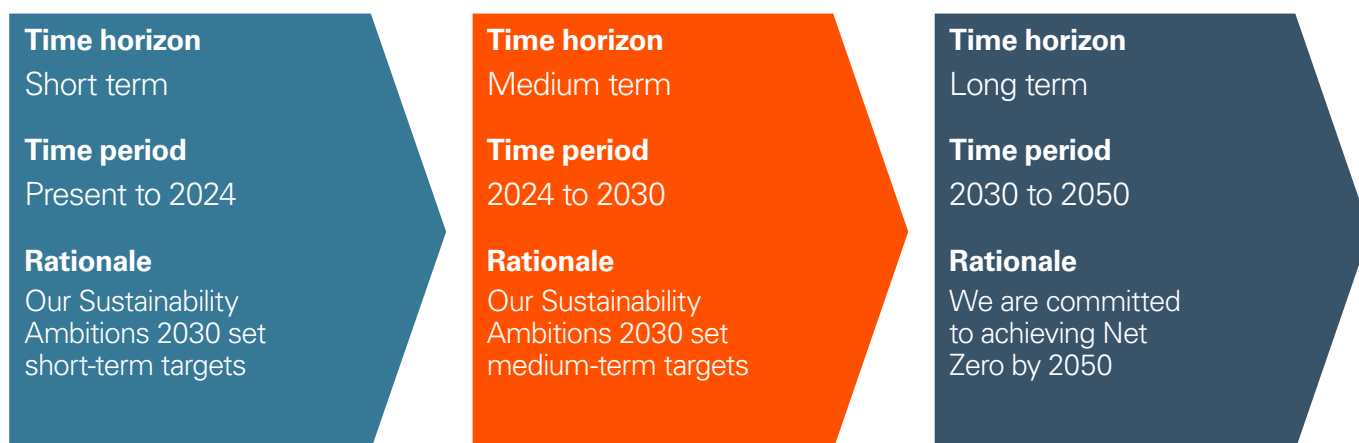 Time horizon
Short term
Time period
Present to 2024
Rationale
Our Sustainability
Ambitions 2030 set
short-term targets
Time horizon
Medium term
Time period
2024 to 2030
Rationale
Our Sustainability
Ambitions 2030 set
medium-term targets
Time horizon
Long term
Time period
2030 to 2050
Rationale
We are committed
to achieving Net
Zero by 2050